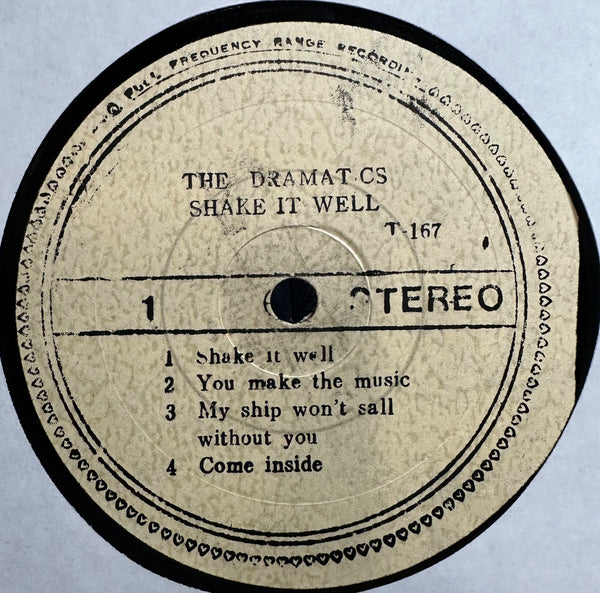 FULL FREQUENCY RANGE RECORDIN
THE DRAMAT CS
SHAKE IT WELL
T-167
1
STEREO
1 Shake it well
2 You make the music
3 My ship won't sall
without you
4 Come inside